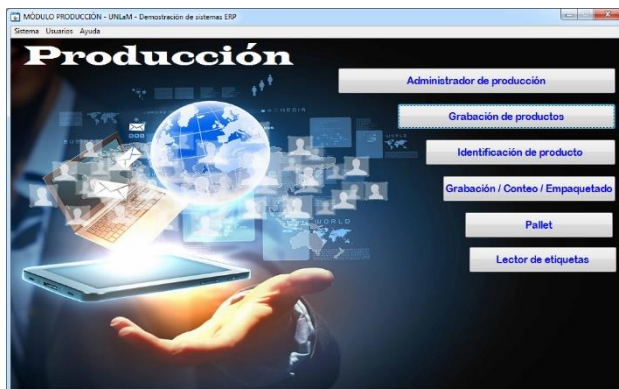 MÓDULO PRODUCCIÓN - UNLaM - Demostración de sistemas ERP
Sistema Usuarios Ayuda
Producción
Administrador de producción
Grabación de productos
Identificación de producto
Grabación / Conteo / Empaquetado
WORLD
Pallet
Lector de etiquetas